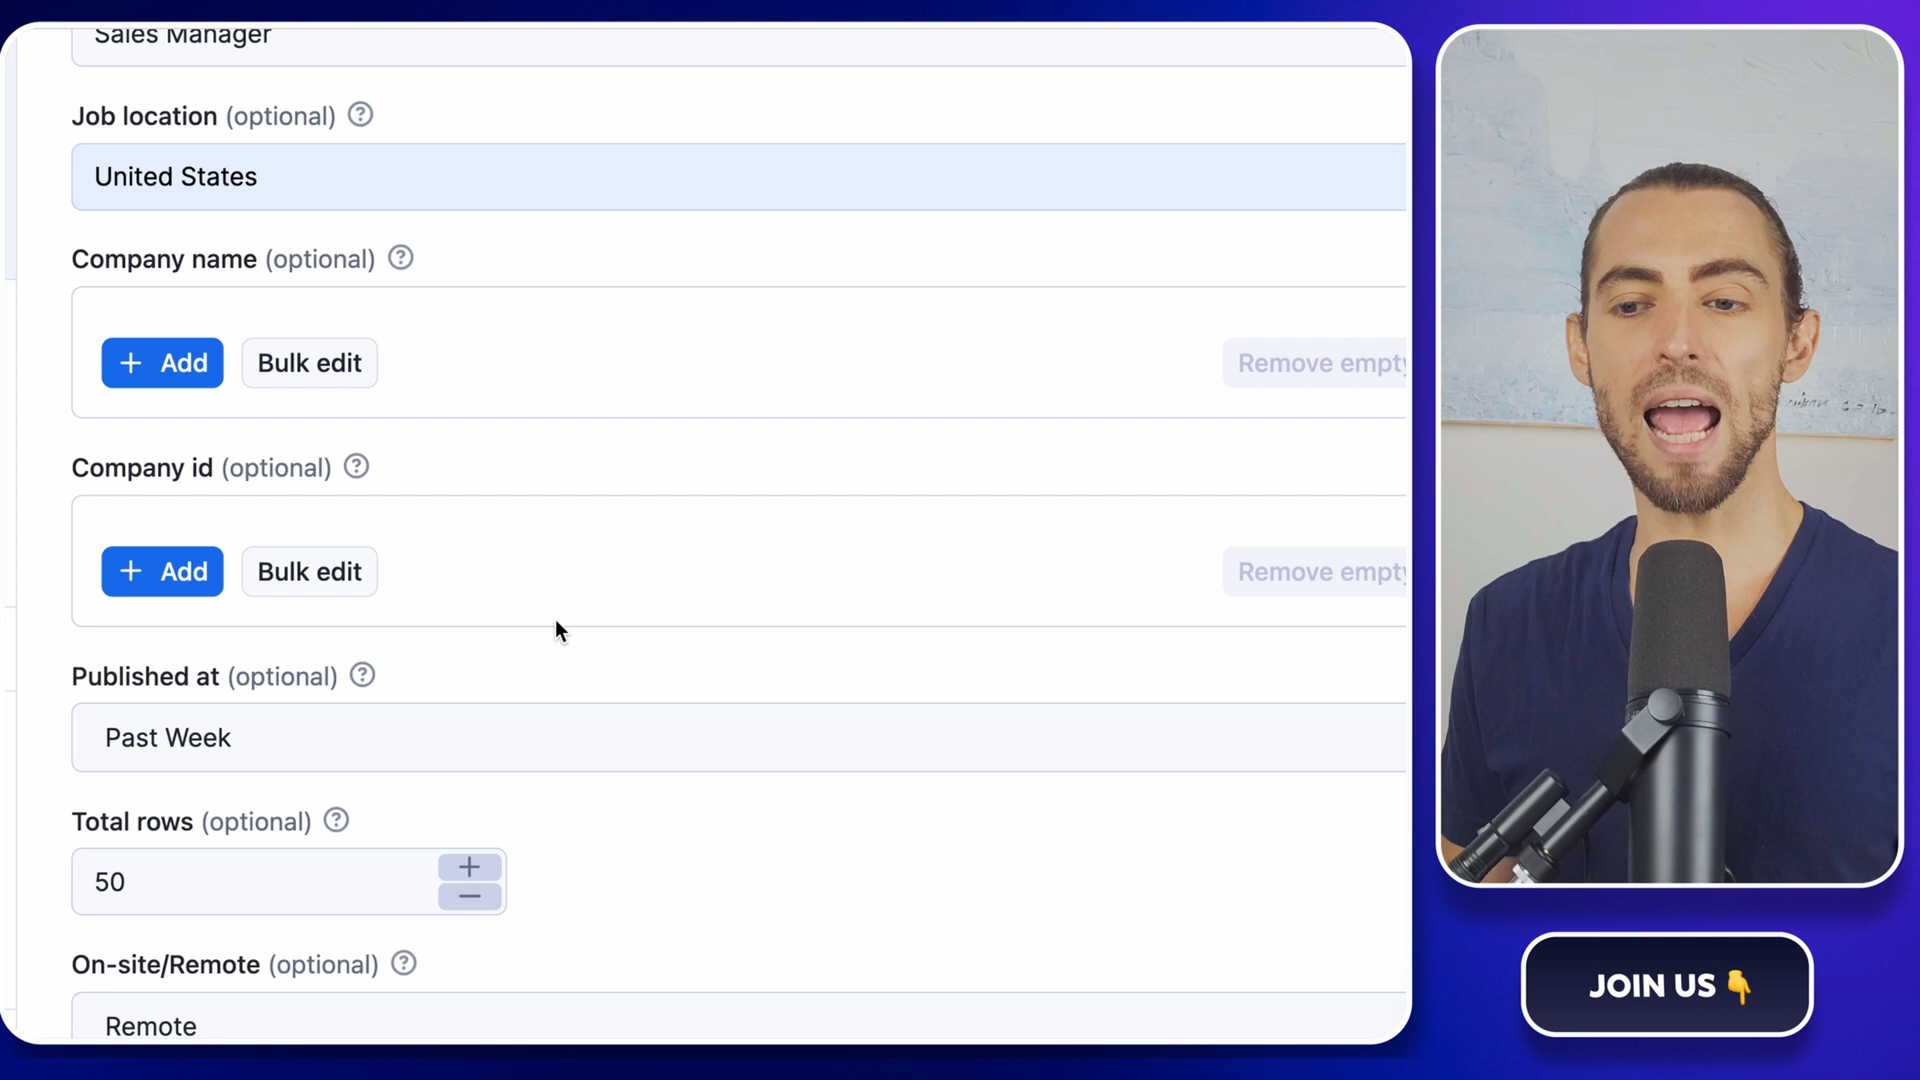 Sales Manager
Job location (optional)
United States
Company name (optional)
+ Add Bulk edit Remove empty
Company id (optional)
+ Add Bulk edit Remove empty
Published at (optional)
Past Week
Total rows (optional)
50
On-site/Remote (optional)
Remote
JOIN US 👇